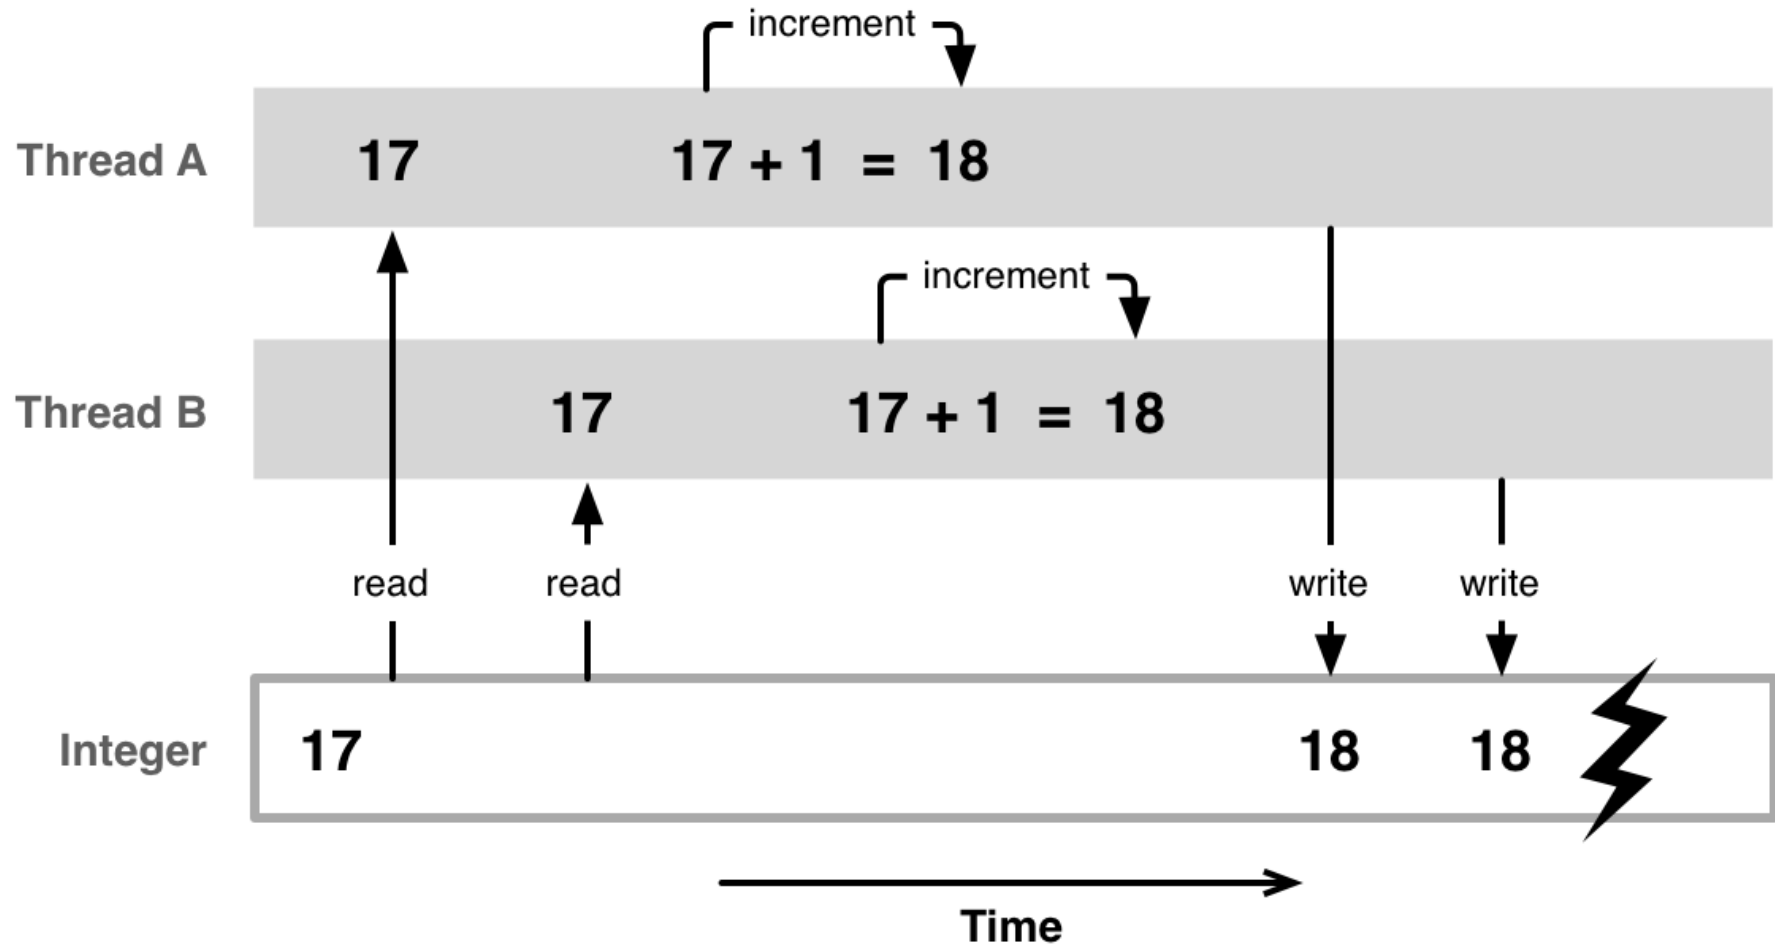 increment
Thread A 17 17 + 1 = 18
increment
Thread B 17 17 + 1 = 18
read read write write
Integer 17 18 18
Time